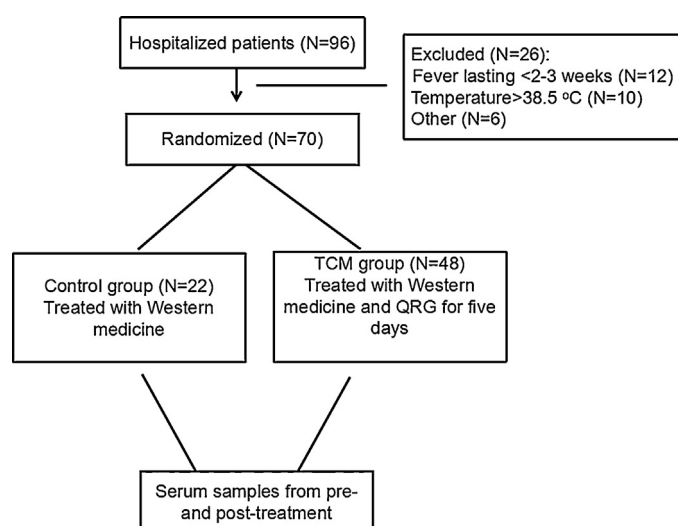 Hospitalized patients (N=96)
Excluded (N=26):
Fever lasting <2-3 weeks (N=12)
Temperature>38.5 ºC (N=10)
Other (N=6)
Randomized (N=70)
Control group (N=22)
Treated with Western
medicine
TCM group (N=48)
Treated with Western
medicine and QRG for five
days
Serum samples from pre-
and post-treatment